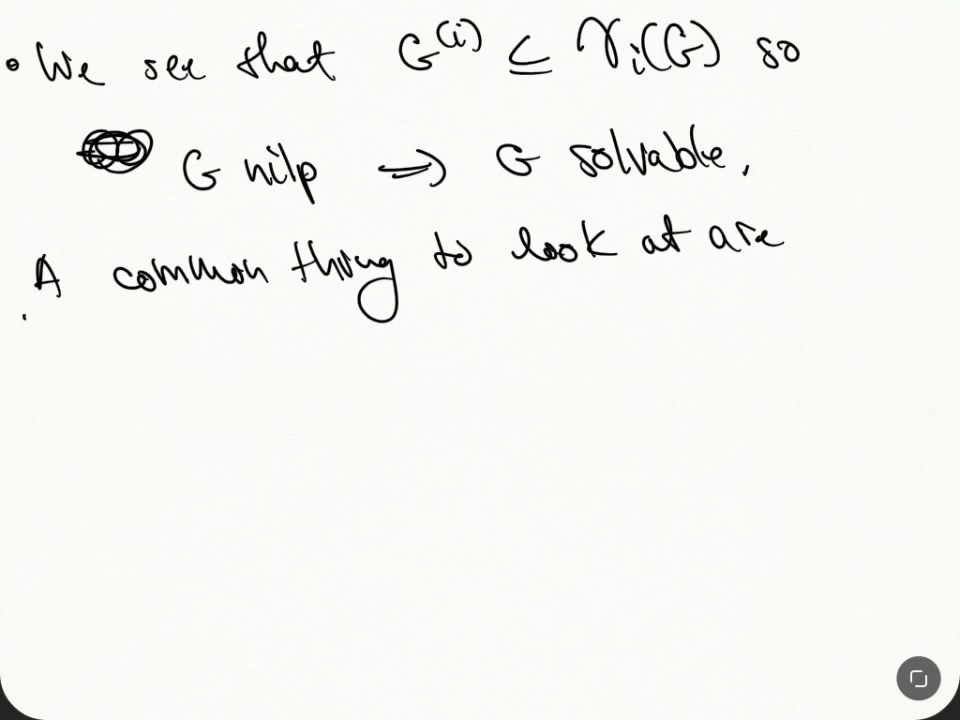 • We see that G^(i) ⊆ γ_i(G) so
G nilp ⇒ G solvable.
A common thing to look at are